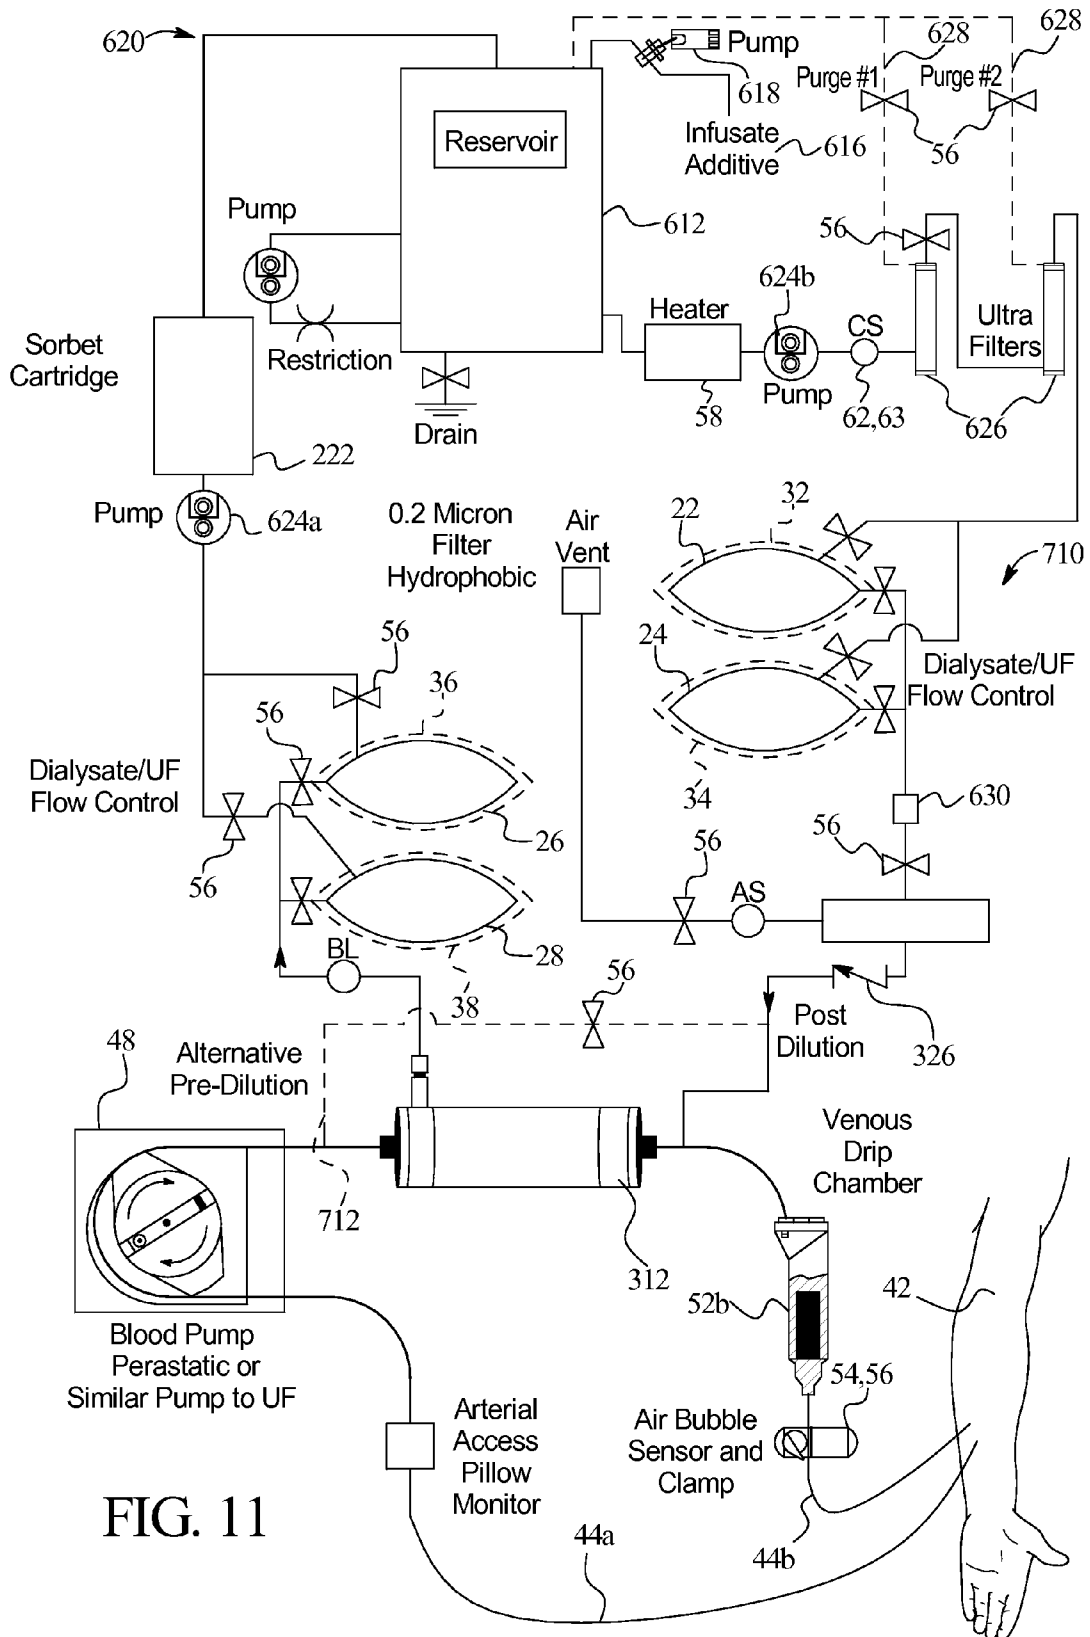 620
628
628
Pump
Purge #1
Purge #2
618
Infusate
Additive
616
56
Reservoir
Pump
612
56
624b
Heater
CS
Ultra
Filters
Sorbet
Cartridge
Restriction
58
Pump
62,63
626
Drain
222
Pump
624a
0.2 Micron
Filter
Hydrophobic
Air
Vent
22
32
710
56
36
24
Dialysate/UF
Flow Control
56
Dialysate/UF
Flow Control
34
630
26
56
56
56
AS
28
BL
38
56
Post
Dilution
326
48
Alternative
Pre-Dilution
Venous
Drip
Chamber
712
312
52b
42
Blood Pump
Perastatic or
Similar Pump to UF
54,56
Arterial
Access
Pillow
Monitor
Air Bubble
Sensor and
Clamp
FIG. 11
44a
44b